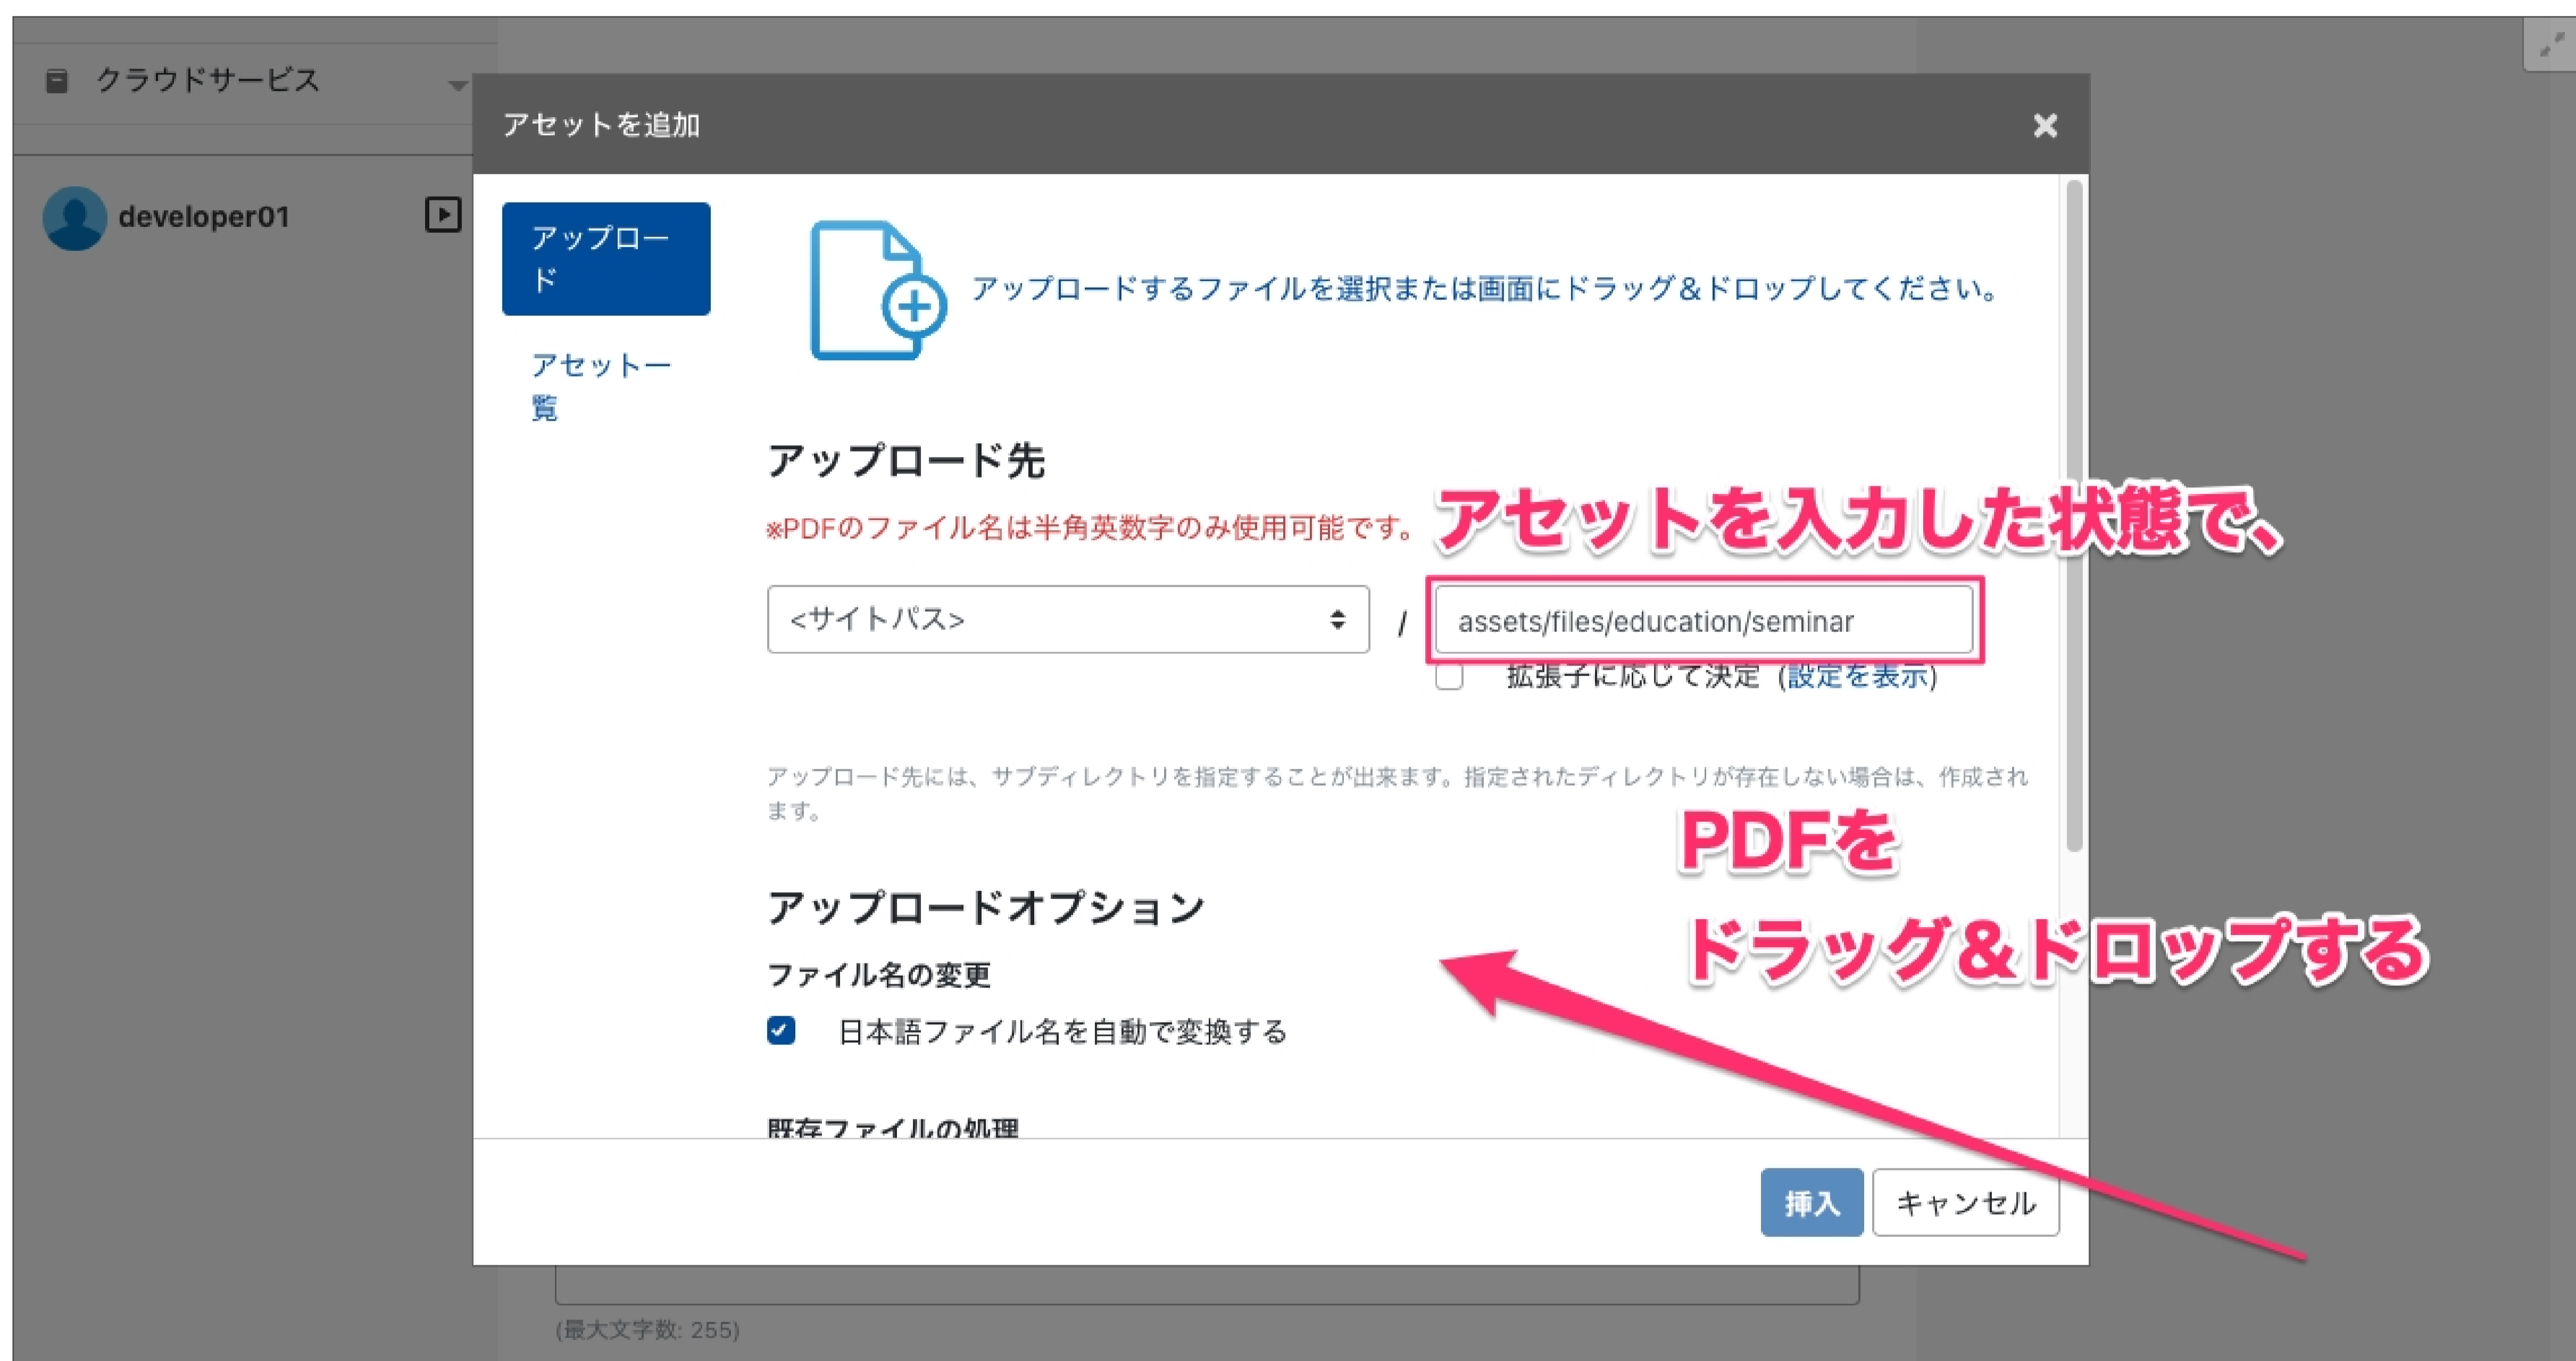 クラウドサービス
アセットを追加
developer01
アップロー
ド
アップロードするファイルを選択または画面にドラッグ＆ドロップしてください。
アセット一
覧
アップロード先
※PDFのファイル名は半角英数字のみ使用可能です。
アセットを入力した状態で、
<サイトパス>
/
assets/files/education/seminar
拡張子に応じて決定 (設定を表示)
アップロード先には、サブディレクトリを指定することが出来ます。指定されたディレクトリが存在しない場合は、作成され
ます。
PDFを
ドラッグ&ドロップする
アップロードオプション
ファイル名の変更
日本語ファイル名を自動で変換する
既存ファイルの処理
挿入
キャンセル
(最大文字数: 255)